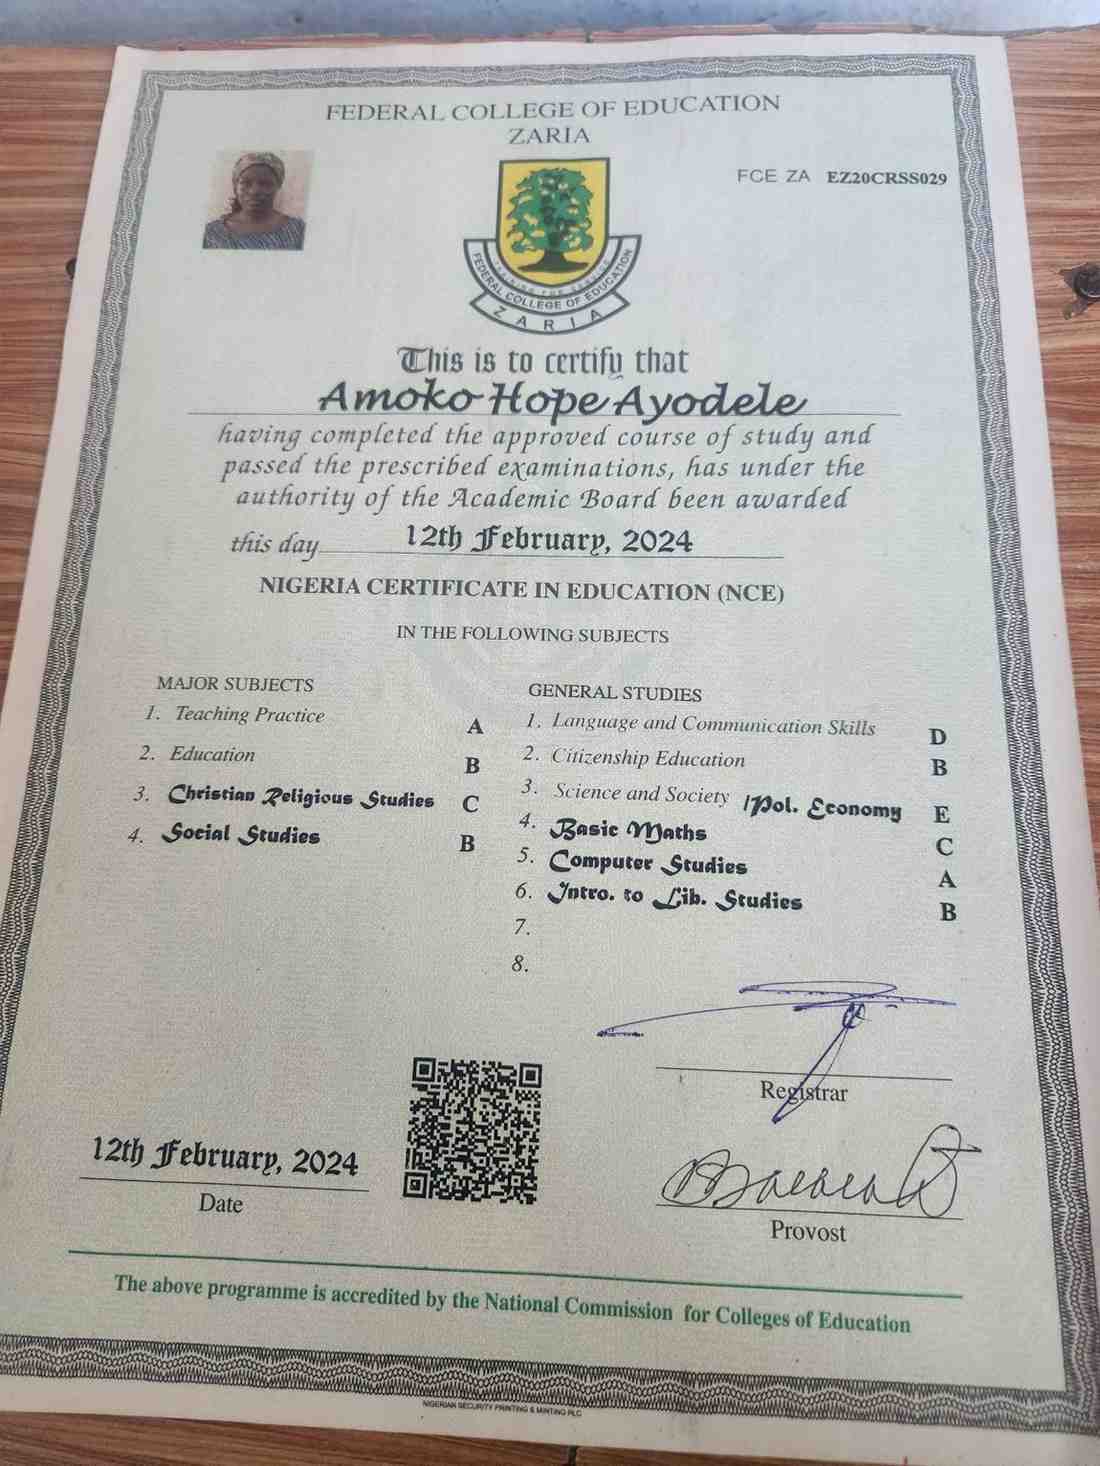 FEDERAL COLLEGE OF EDUCATION
ZARIA
FCE ZA EZ20CRSS029
TRAINING FOR SERVICE
FEDERAL COLLEGE OF EDUCATION
ZARIA
This is to certify that
Amoko Hope Ayodele
having completed the approved course of study and
passed the prescribed examinations, has under the
authority of the Academic Board been awarded
this day 12th February, 2024
NIGERIA CERTIFICATE IN EDUCATION (NCE)
IN THE FOLLOWING SUBJECTS
MAJOR SUBJECTS
1. Teaching Practice A
2. Education B
3. Christian Religious Studies C
4. Social Studies B
GENERAL STUDIES
1. Language and Communication Skills D
2. Citizenship Education B
3. Science and Society /Pol. Economy E
4. Basic Maths C
5. Computer Studies A
6. Intro. to Lib. Studies B
7.
8.
Registrar
12th February, 2024
Date
Provost
The above programme is accredited by the National Commission for Colleges of Education
NIGERIAN SECURITY PRINTING & MINTING PLC